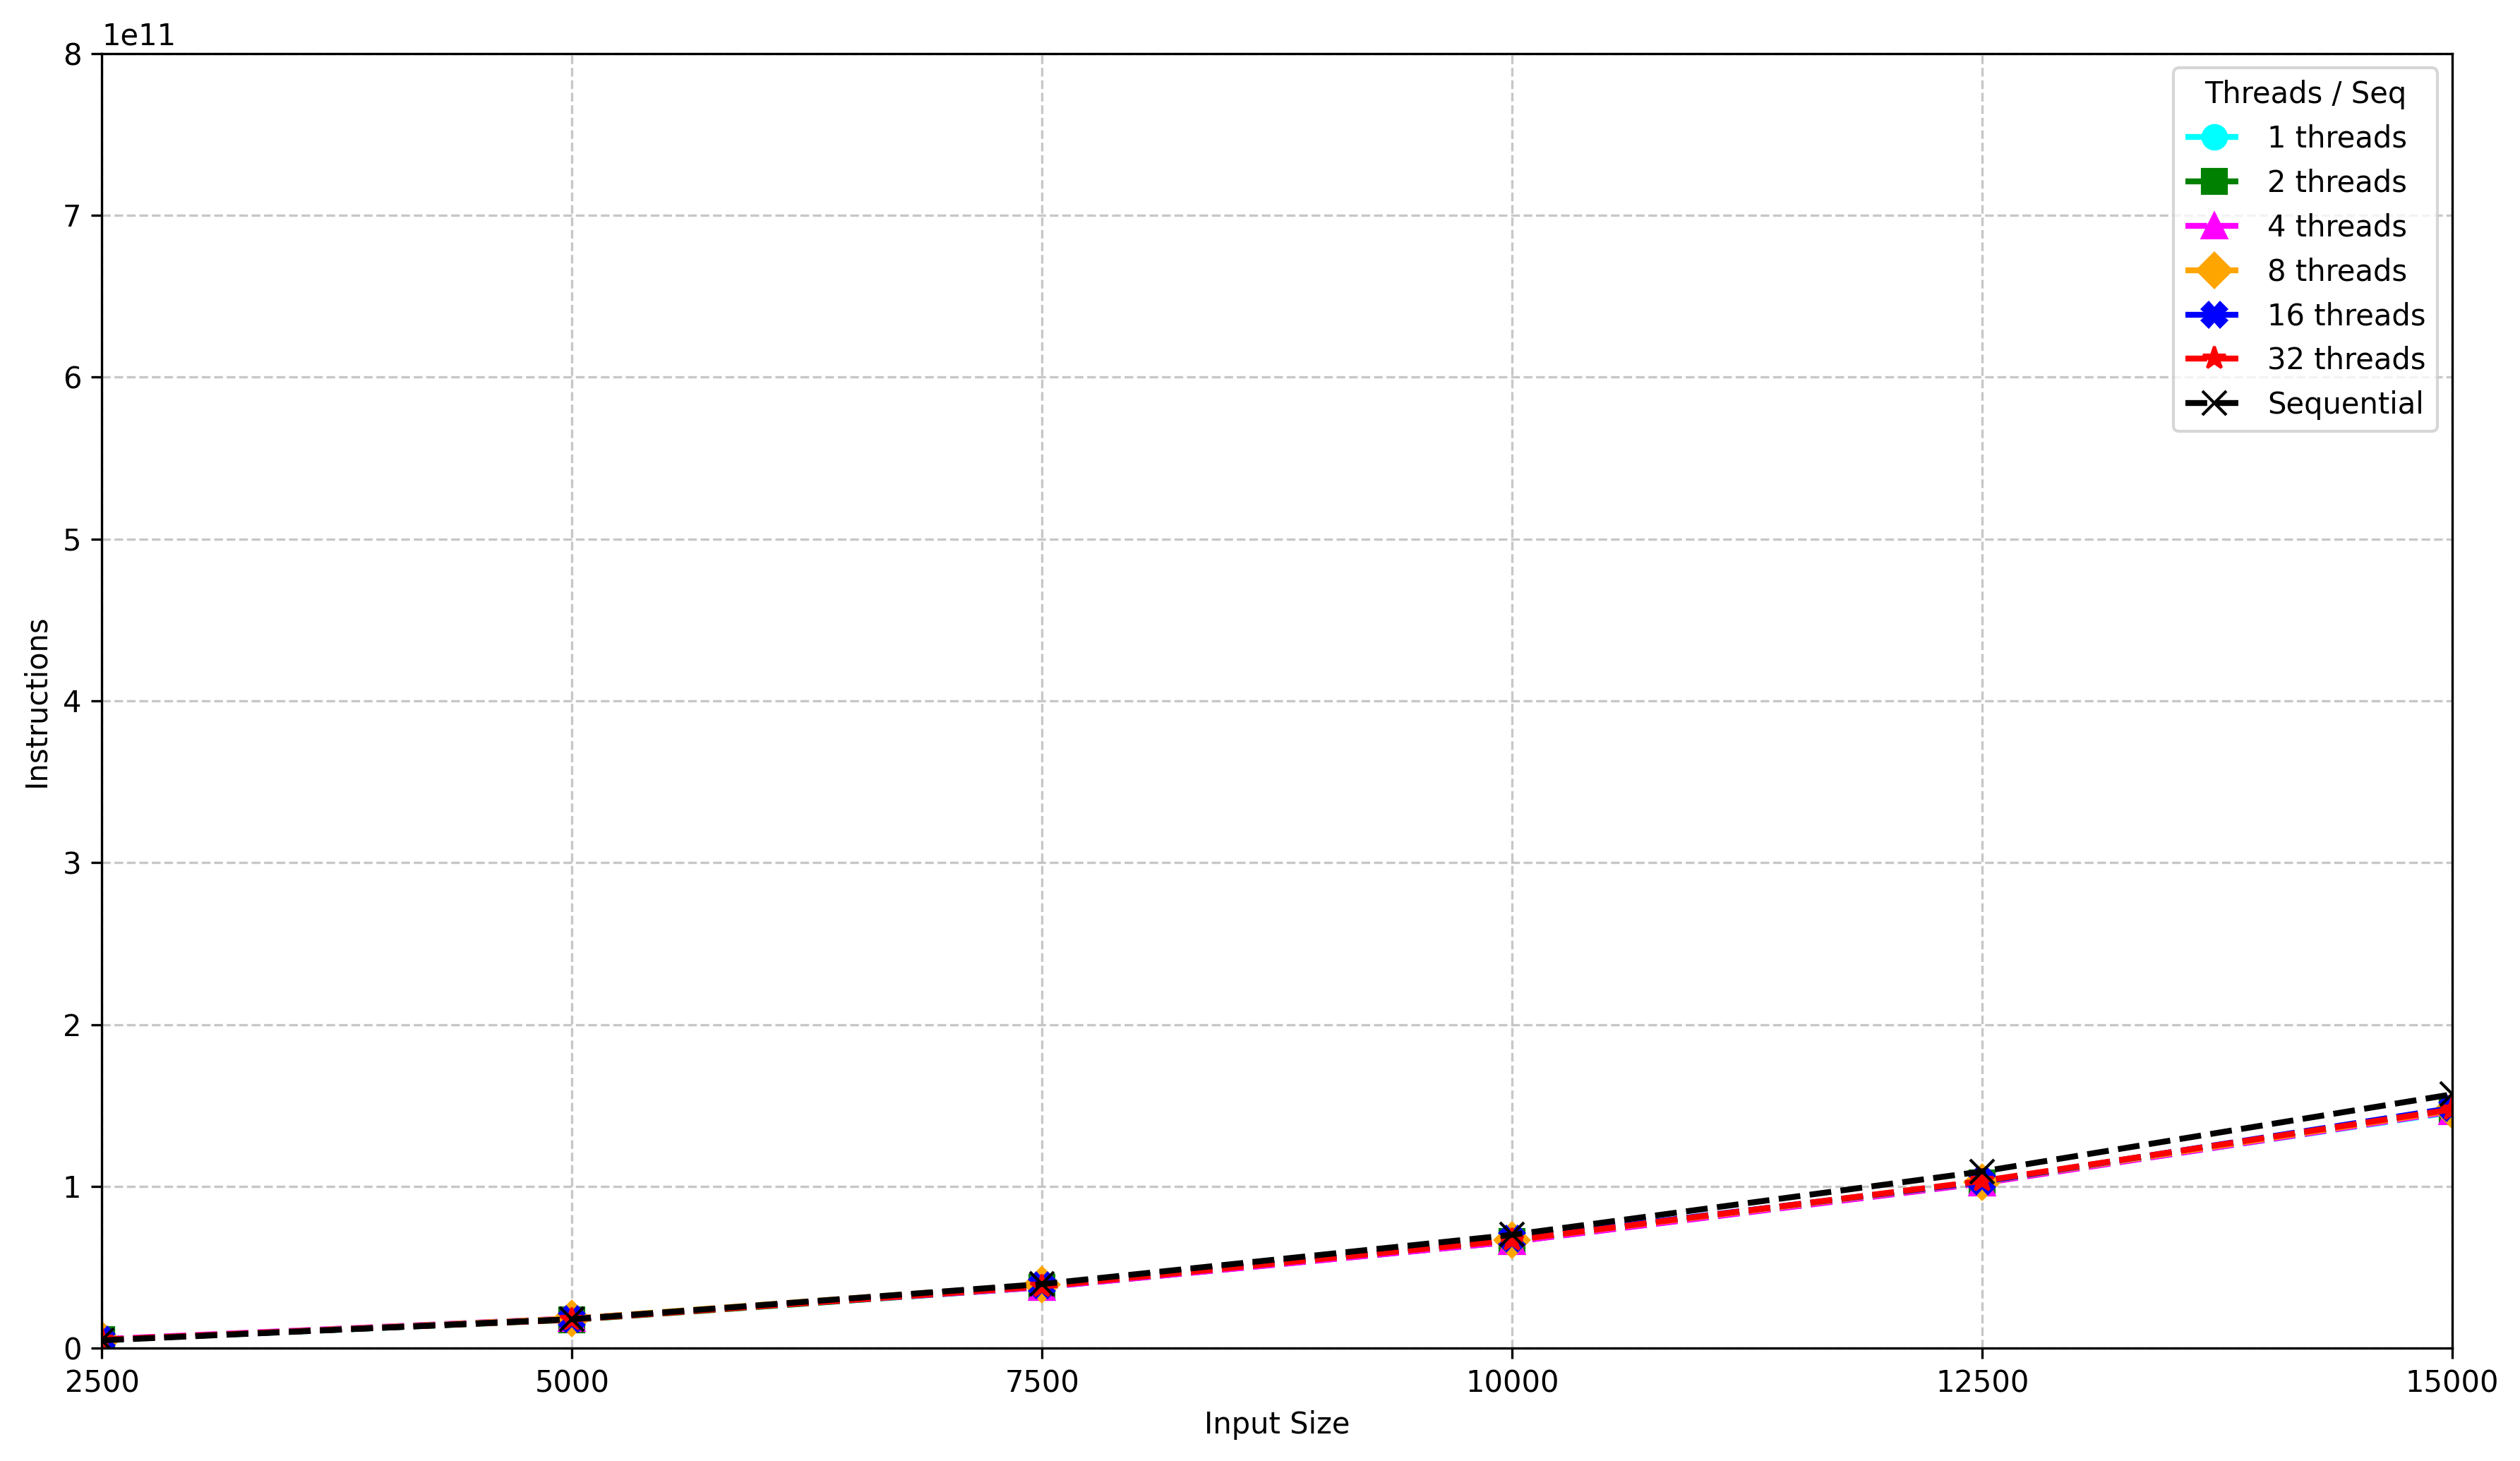 1e11
8
7
6
5
4
3
2
1
0
Instructions
2500
5000
7500
10000
12500
15000
Input Size
Threads / Seq
1 threads
2 threads
4 threads
8 threads
16 threads
32 threads
Sequential